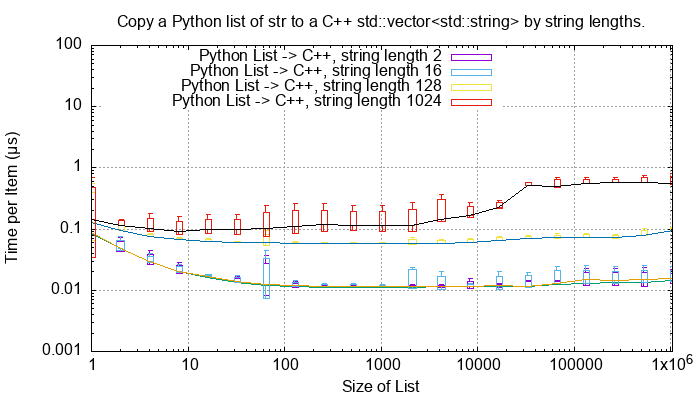 Copy a Python list of str to a C++ std::vector<std::string> by string lengths.
100
10
1
0.1
0.01
0.001
Time per Item (µs)
Python List -> C++, string length 2
Python List -> C++, string length 16
Python List -> C++, string length 128
Python List -> C++, string length 1024
1 10 100 1000 10000 100000 1x10⁶
Size of List